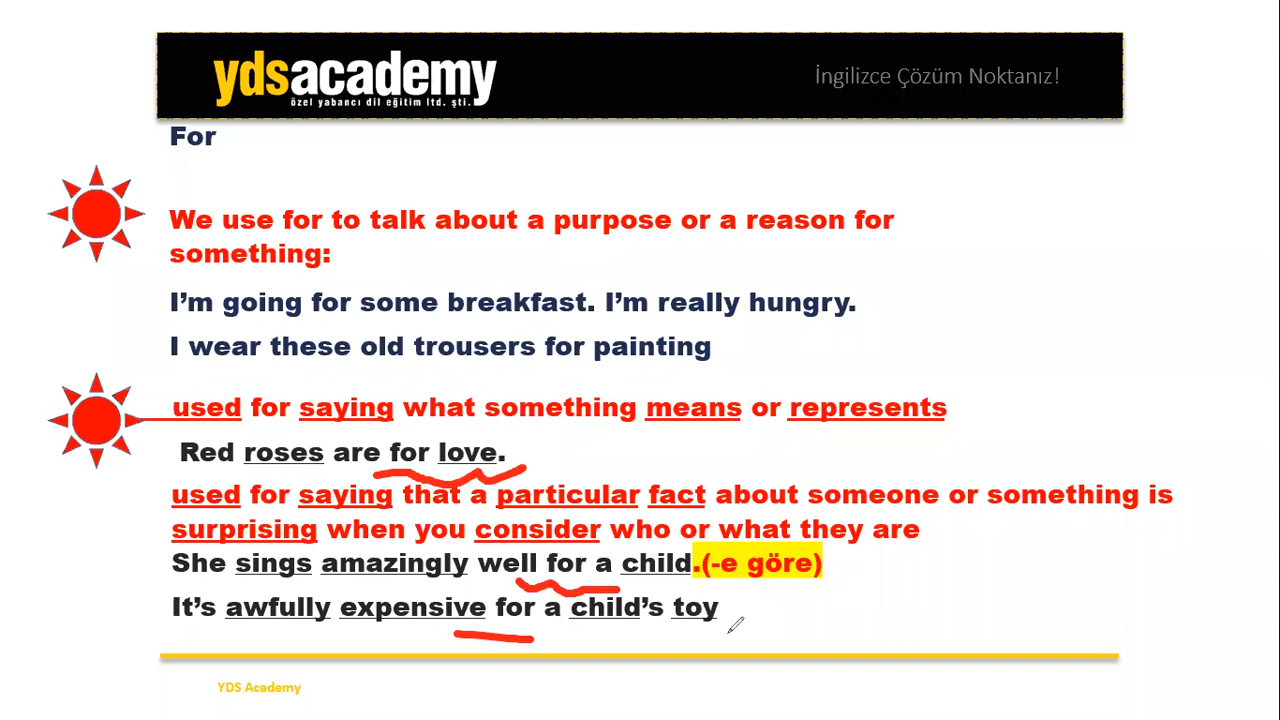 ydsacademy
özel yabancı dil eğitim ltd. şti.
İngilizce Çözüm Noktanız!
For
We use for to talk about a purpose or a reason for
something:
I’m going for some breakfast. I’m really hungry.
I wear these old trousers for painting
used for saying what something means or represents
Red roses are for love.
used for saying that a particular fact about someone or something is
surprising when you consider who or what they are
She sings amazingly well for a child.(-e göre)
It’s awfully expensive for a child’s toy
YDS Academy